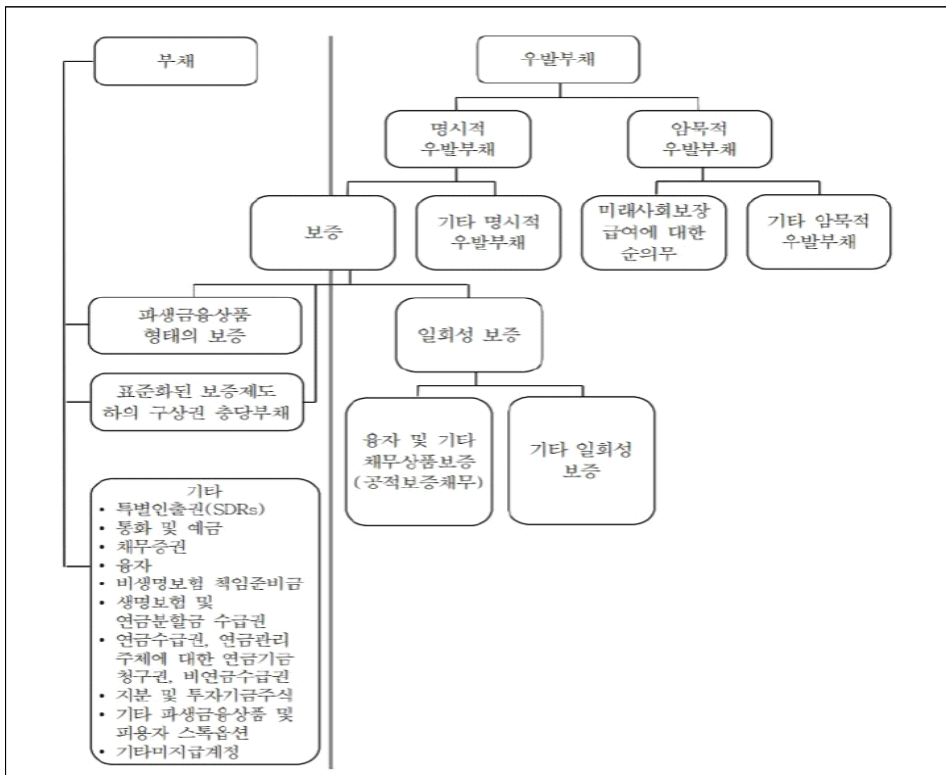 부채
우발부채
명시적
우발부채
암묵적
우발부채
보증
기타 명시적
우발부채
미래사회보장
급여에 대한
순의무
기타 암묵적
우발부채
파생금융상품
형태의 보증
일회성 보증
표준화된 보증제도
하의 구상권 충당부채
융자 및 기타
채무상품보증
(공적보증채무)
기타 일회성
보증
기타
• 특별인출권(SDRs)
• 통화 및 예금
• 채무증권
• 융자
• 비생명보험 책임준비금
• 생명보험 및
연금분할금 수급권
• 연금수급권, 연금관리
주체에 대한 연금기금
청구권, 비연금수급권
• 지분 및 투자기금주식
• 기타 파생금융상품 및
피용자 스톡옵션
• 기타미지급계정